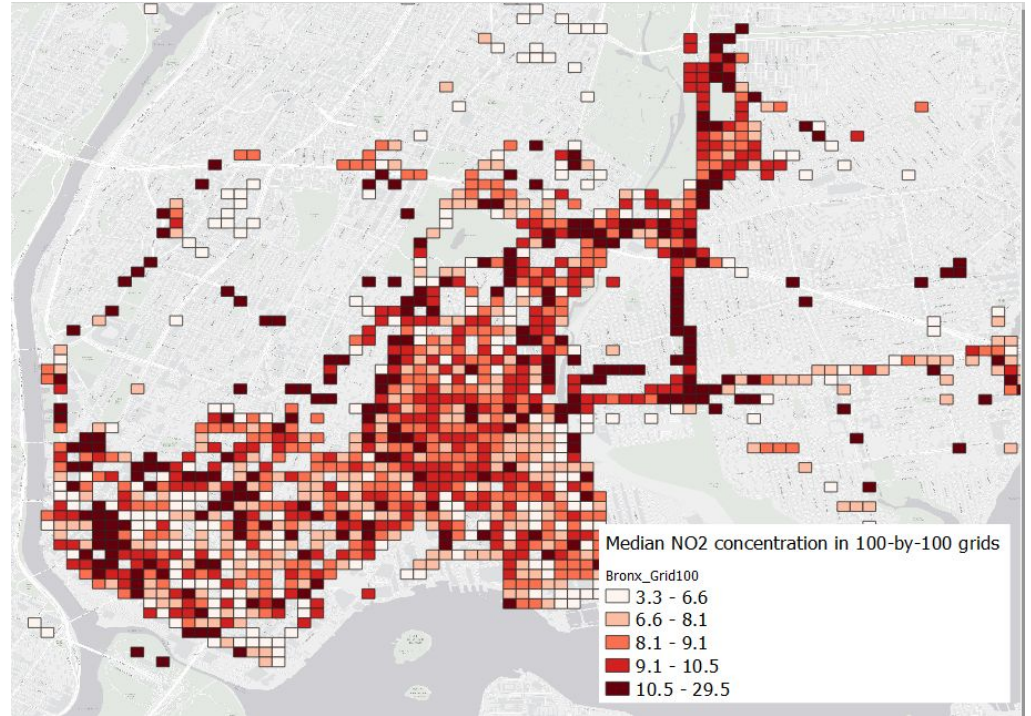 Median NO2 concentration in 100-by-100 grids
Bronx_Grid100
3.3 - 6.6
6.6 - 8.1
8.1 - 9.1
9.1 - 10.5
10.5 - 29.5